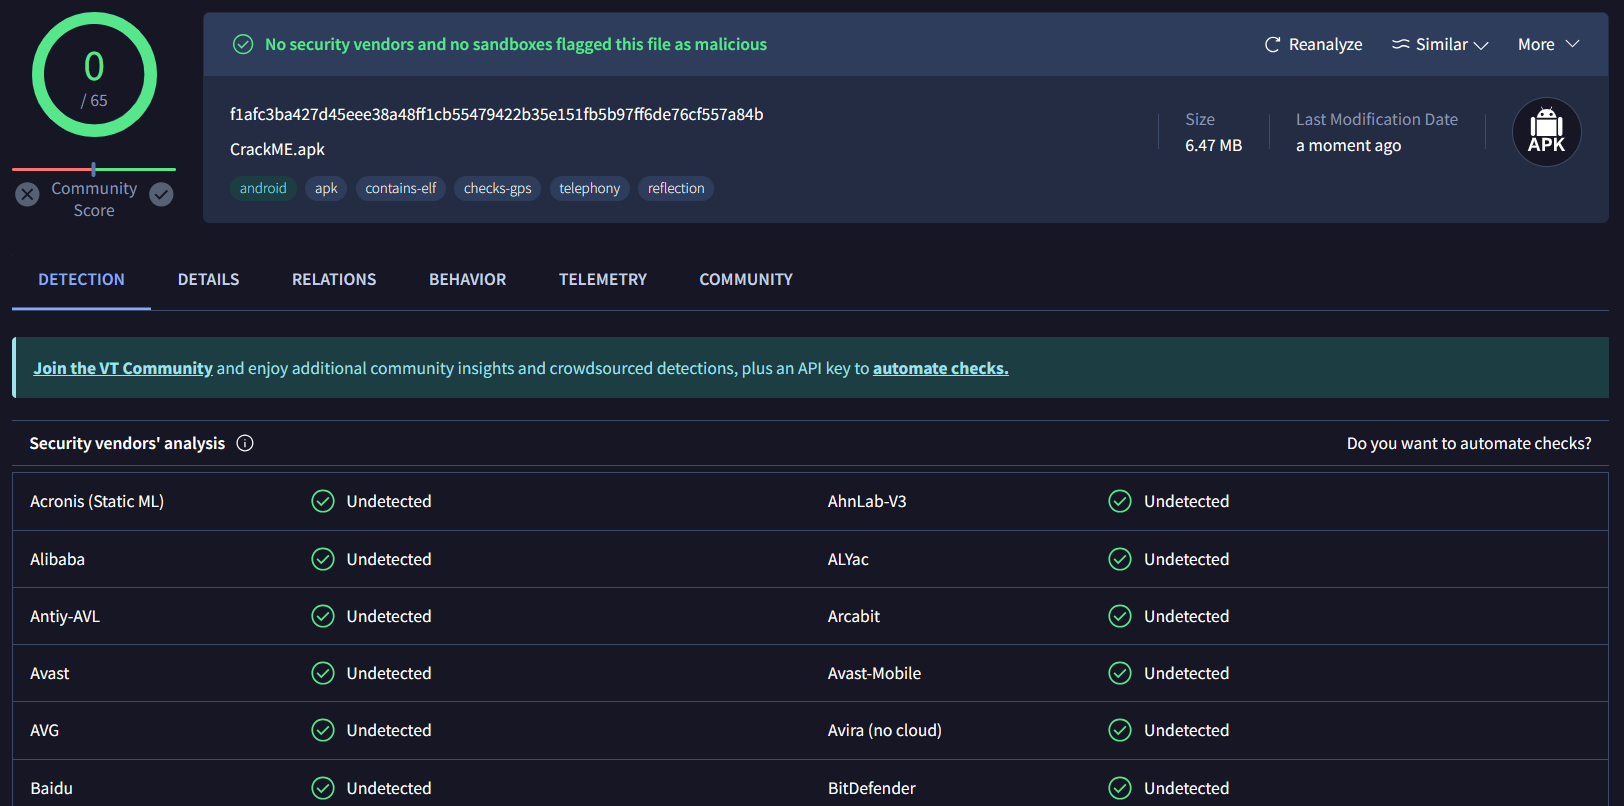 0
/ 65
Community
Score
No security vendors and no sandboxes flagged this file as malicious
Reanalyze
Similar
More
f1afc3ba427d45eee38a48ff1cb55479422b35e151fb5b97ff6de76cf557a84b
CrackME.apk
android apk contains-elf checks-gps telephony reflection
Size
6.47 MB
Last Modification Date
a moment ago
APK
DETECTION DETAILS RELATIONS BEHAVIOR TELEMETRY COMMUNITY
Join the VT Community and enjoy additional community insights and crowdsourced detections, plus an API key to automate checks.
Security vendors' analysis Do you want to automate checks?
Acronis (Static ML) Undetected AhnLab-V3 Undetected
Alibaba Undetected ALYac Undetected
Antiy-AVL Undetected Arcabit Undetected
Avast Undetected Avast-Mobile Undetected
AVG Undetected Avira (no cloud) Undetected
Baidu Undetected BitDefender Undetected